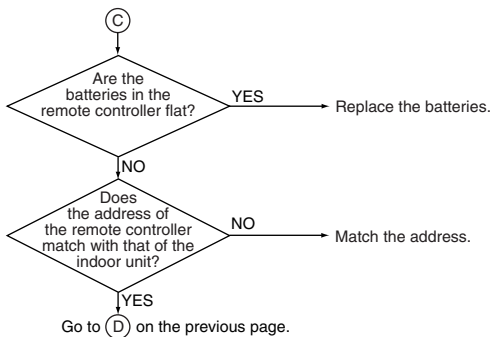 C
Are the
batteries in the
remote controller flat?
YES
Replace the batteries.
NO
Does
the address of
the remote controller
match with that of the
indoor unit?
NO
Match the address.
YES
Go to D on the previous page.